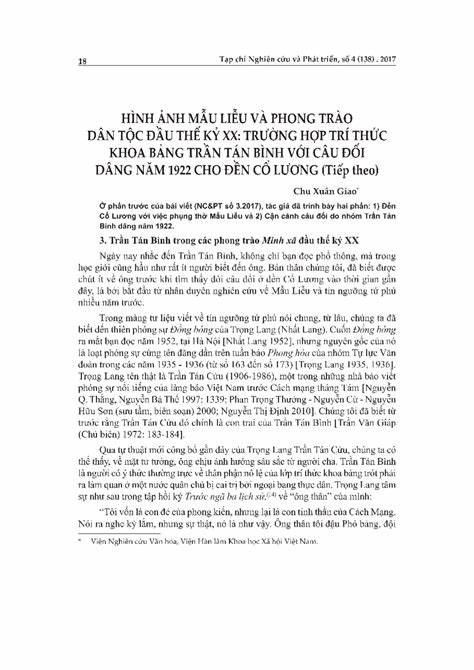 18
Tạp chí Nghiên cứu và Phát triển, số 4 (138) . 2017
HÌNH ẢNH MẪU LIỄU VÀ PHONG TRÀO
DÂN TỘC ĐẦU THẾ KỶ XX: TRƯỜNG HỢP TRÍ THỨC
KHOA BẢNG TRẦN TÁN BÌNH VỚI CÂU ĐỐI
DÂNG NĂM 1922 CHO ĐỀN CỔ LƯƠNG (Tiếp theo)
Chu Xuân Giao*
Ở phần trước của bài viết (NC&PT số 3.2017), tác giả đã trình bày hai phần: 1) Đền
Cổ Lương với việc phụng thờ Mẫu Liễu và 2) Cận cảnh câu đối do nhóm Trần Tán
Bình dâng năm 1922.
3. Trần Tán Bình trong các phong trào Minh xã đầu thế kỷ XX
Ngày nay nhắc đến Trần Tán Bình, không chỉ bạn đọc phổ thông, mà trong
học giới cũng hầu như rất ít người biết đến ông. Bản thân chúng tôi, đã biết được
chút ít về ông trước khi tìm thấy đôi câu đối ở đền Cổ Lương vào thời gian gần
đây, là bởi bắt đầu từ nhân duyên nghiên cứu về Mẫu Liễu và tín ngưỡng tứ phủ
nhiều năm trước.
Trong mảng tư liệu viết về tín ngưỡng tứ phủ nói chung, từ lâu, chúng ta đã
biết đến thiên phóng sự Đồng bóng của Trọng Lang (Nhất Lang). Cuốn Đồng bóng
ra mắt bạn đọc năm 1952, tại Hà Nội [Nhất Lang 1952], nhưng nguyên gốc của nó
là loạt phóng sự cùng tên đăng dần trên tuần báo Phong hóa của nhóm Tự lực Văn
đoàn trong các năm 1935 - 1936 (từ số 163 đến số 173) [Trọng Lang 1935, 1936].
Trọng Lang tên thật là Trần Tán Cửu (1906-1986), một trong những nhà báo viết
phóng sự nổi tiếng của làng báo Việt Nam trước Cách mạng tháng Tám [Nguyễn
Q. Thắng, Nguyễn Bá Thế 1997: 1339; Phan Trọng Thưởng - Nguyễn Cừ - Nguyễn
Hữu Sơn (sưu tầm, biên soạn) 2000; Nguyễn Thị Định 2010]. Chúng tôi đã biết từ
trước rằng Trần Tán Cửu đó chính là con trai của Trần Tán Bình [Trần Văn Giáp
(Chủ biên) 1972: 183-184].
Qua tự thuật mới công bố gần đây của Trọng Lang Trần Tán Cửu, chúng ta có
thể thấy, về mặt tư tưởng, ông chịu ảnh hưởng sâu sắc từ người cha. Trần Tán Bình
là người có ý thức thường trực về thân phận nô lệ của lớp trí thức khoa bảng trót phải
ra làm quan ở một nước quân chủ bị cai trị bởi ngoại bang thực dân. Trọng Lang tâm
sự như sau trong tập hồi ký Trước ngã ba lịch sử,(14) về “ông thân” của mình:
“Tôi vốn là con đẻ của phong kiến, nhưng lại là con tinh thần của Cách Mạng.
Nói ra nghe kỳ lắm, nhưng sự thật, nó là như vậy. Ông thân tôi đậu Phó bảng, đội
* Viện Nghiên cứu Văn hóa, Viện Hàn lâm Khoa học Xã hội Việt Nam.